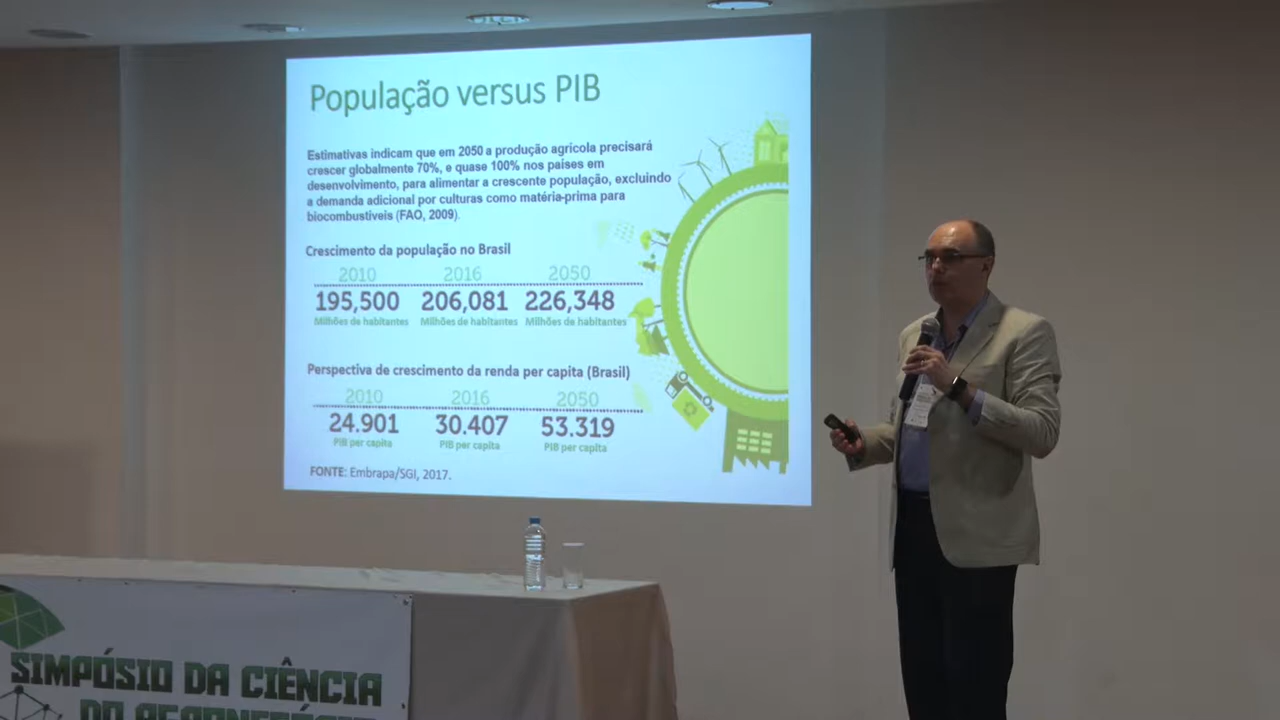 População versus PIB
Estimativas indicam que em 2050 a produção agrícola precisará
crescer globalmente 70%, e quase 100% nos países em
desenvolvimento, para alimentar a crescente população, excluindo
a demanda adicional por culturas como matéria-prima para
biocombustíveis (FAO, 2009).
Crescimento da população no Brasil
2010 2016 2050
195,500 206,081 226,348
Milhões de habitantes Milhões de habitantes Milhões de habitantes
Perspectiva de crescimento da renda per capita (Brasil)
2010 2016 2050
24.901 30.407 53.319
PIB per capita PIB per capita PIB per capita
FONTE: Embrapa/SGI, 2017.
SIMPÓSIO DA CIÊNCIA
DO AGRONEGÓCIO